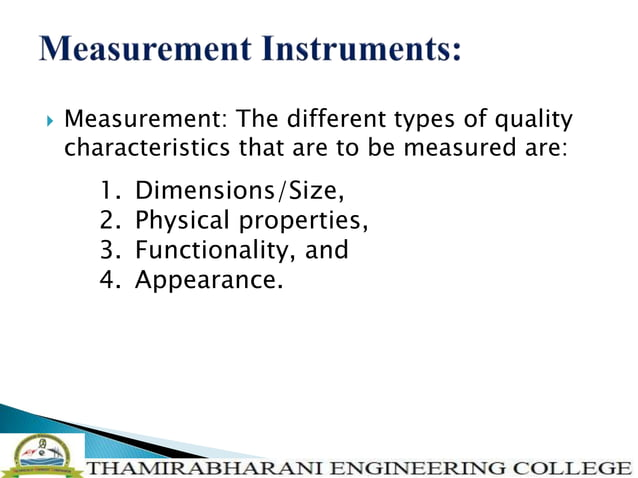 Measurement Instruments:
Measurement: The different types of quality
characteristics that are to be measured are:
1. Dimensions/Size,
2. Physical properties,
3. Functionality, and
4. Appearance.
THAMIRABHARANI ENGINEERING COLLEGE